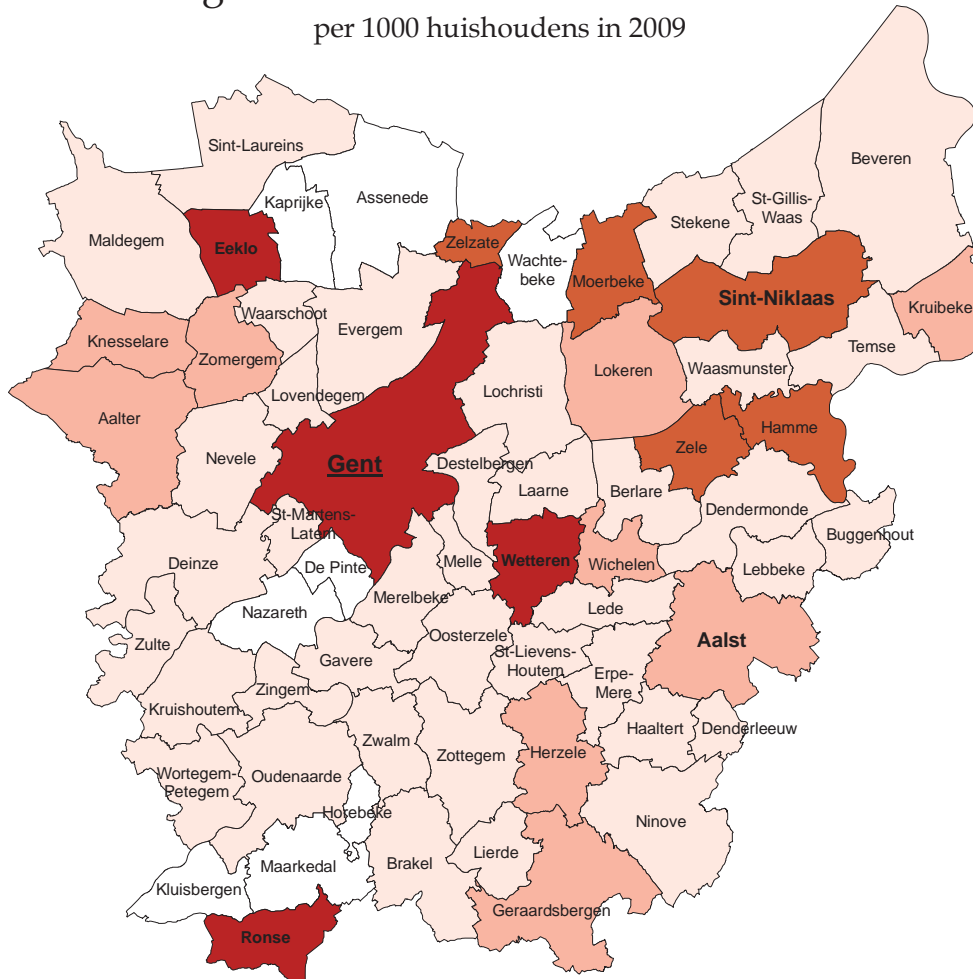 per 1000 huishoudens in 2009
Sint-Laureins
Beveren
Kaprijke
Assenede
St-Gillis-
Waas
Stekene
Maldegem
Eeklo
Zelzate
Wachte-
beke
Moerbeke
Sint-Niklaas
Kruibeke
Waarschoot
Evergem
Knesselare
Zomergem
Temse
Lokeren
Waasmunster
Lochristi
Lovendegem
Aalter
Hamme
Zele
Nevele
Gent
Destelbergen
Laarne
Berlare
Dendermonde
St-Martens-
Latem
Buggenhout
Deinze
De Pinte
Melle
Wetteren
Wichelen
Lebbeke
Merelbeke
Nazareth
Lede
Zulte
Oosterzele
St-Lievens-
Houtem
Aalst
Gavere
Erpe-
Mere
Zingem
Kruishoutem
Haaltert
Denderleeuw
Zwalm
Zottegem
Herzele
Wortegem-
Petegem
Oudenaarde
Horebeke
Ninove
Lierde
Brakel
Maarkedal
Kluisbergen
Geraardsbergen
Ronse